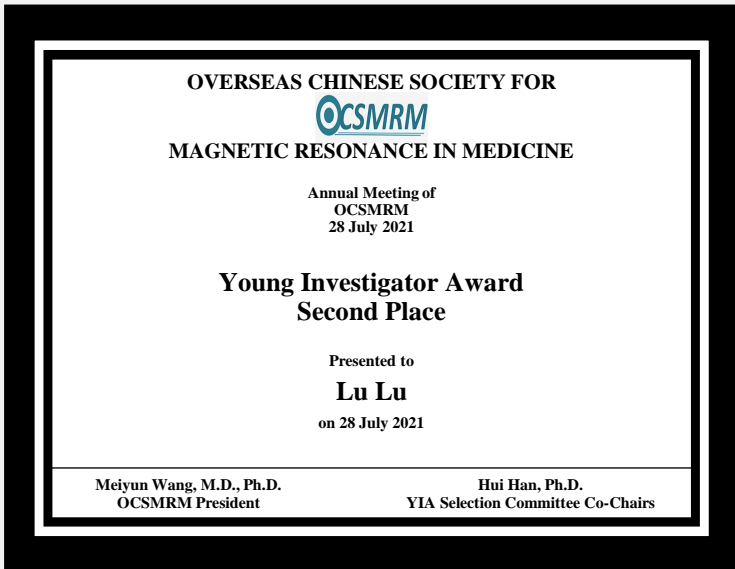 OVERSEAS CHINESE SOCIETY FOR
OCSMRM
MAGNETIC RESONANCE IN MEDICINE
Annual Meeting of
OCSMRM
28 July 2021
Young Investigator Award
Second Place
Presented to
Lu Lu
on 28 July 2021
Meiyun Wang, M.D., Ph.D.
OCSMRM President
Hui Han, Ph.D.
YIA Selection Committee Co-Chairs